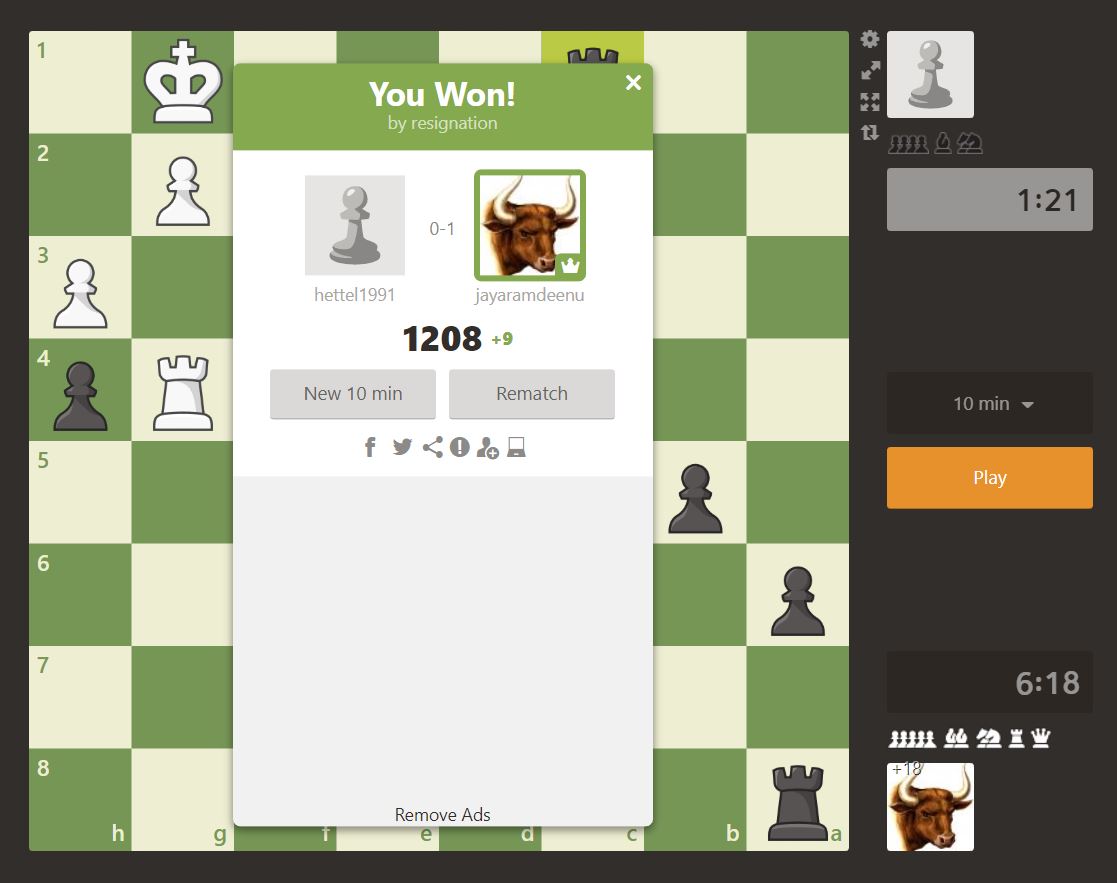 1
2
3
4
5
6
7
8
h
g
f
e
d
c
b
a
You Won!
by resignation
0-1
hettel1991
jayaramdeenu
1208 +9
New 10 min
Rematch
Remove Ads
1:21
10 min
Play
6:18
+18